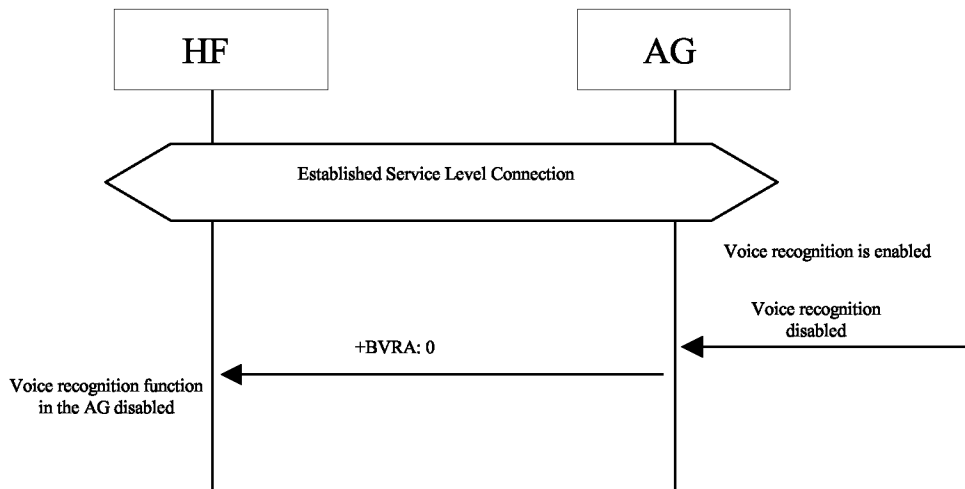 HF
AG
Established Service Level Connection
Voice recognition is enabled
Voice recognition
disabled
+BVRA: 0
Voice recognition function
in the AG disabled